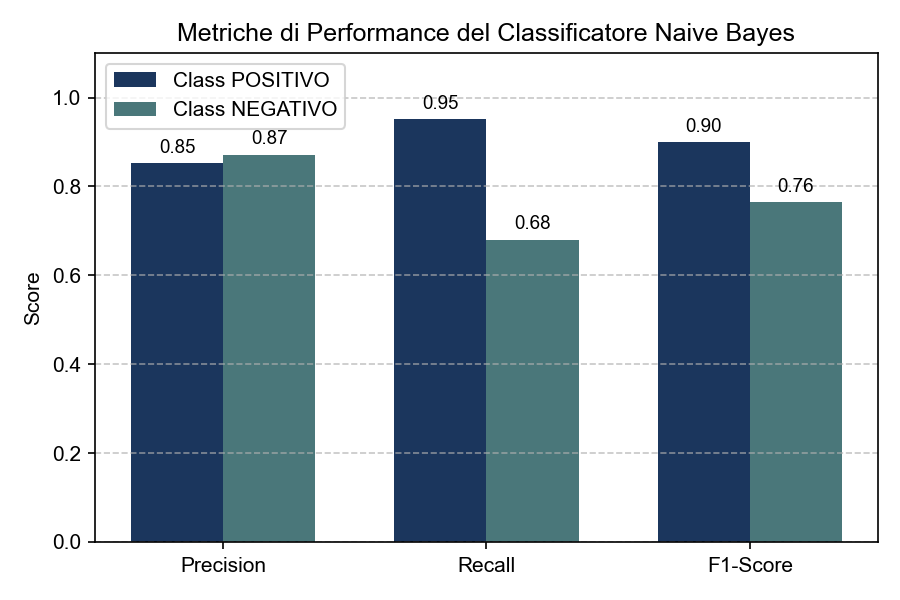 Metriche di Performance del Classificatore Naive Bayes
Class POSITIVO
Class NEGATIVO
0.85
0.87
0.95
0.68
0.90
0.76
Score
1.0
0.8
0.6
0.4
0.2
0.0
Precision
Recall
F1-Score